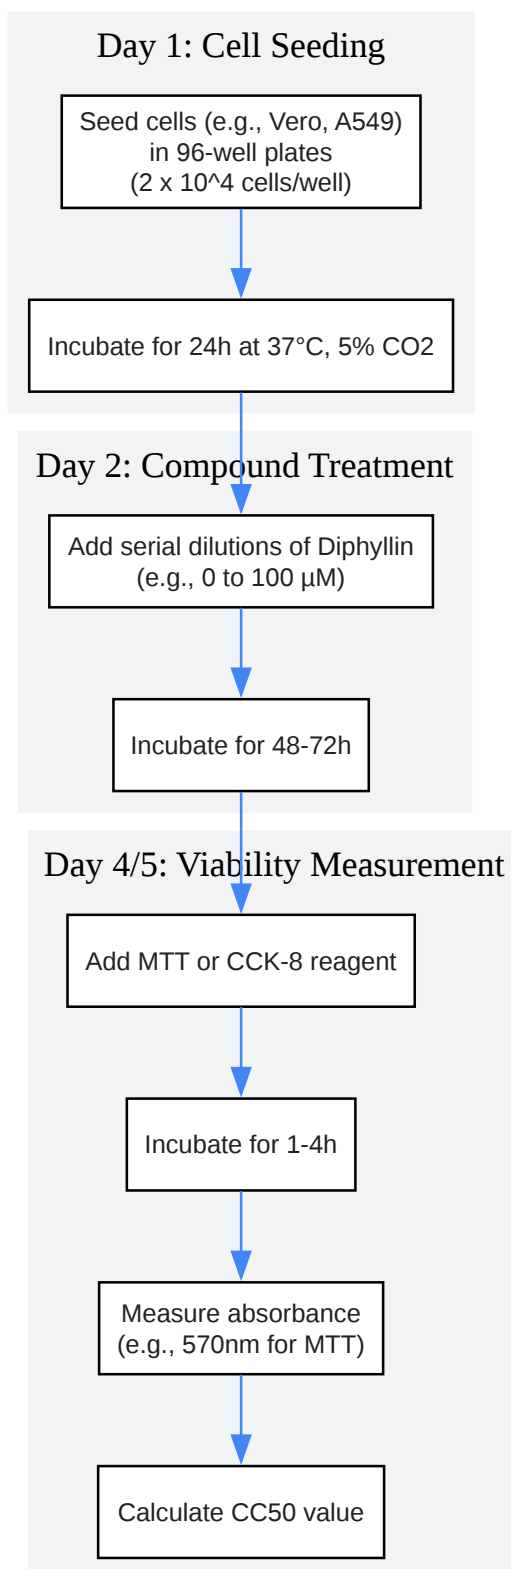 Day 1: Cell Seeding
Seed cells (e.g., Vero, A549)
in 96-well plates
(2 x 10^4 cells/well)
Incubate for 24h at 37°C, 5% CO2
Day 2: Compound Treatment
Add serial dilutions of Diphyllin
(e.g., 0 to 100 µM)
Incubate for 48-72h
Day 4/5: Viability Measurement
Add MTT or CCK-8 reagent
Incubate for 1-4h
Measure absorbance
(e.g., 570nm for MTT)
Calculate CC50 value